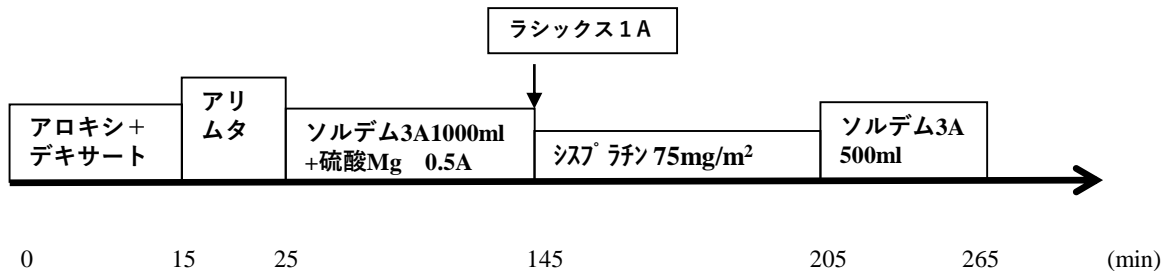 ラシックス１A
アロキシ＋
デキサート
アリ
ムタ
ソルデム3A1000ml
+硫酸Mg 0.5A
ｼｽﾌﾟﾗﾁﾝ 75mg/m²
ソルデム3A
500ml
0 15 25 145 205 265 (min)